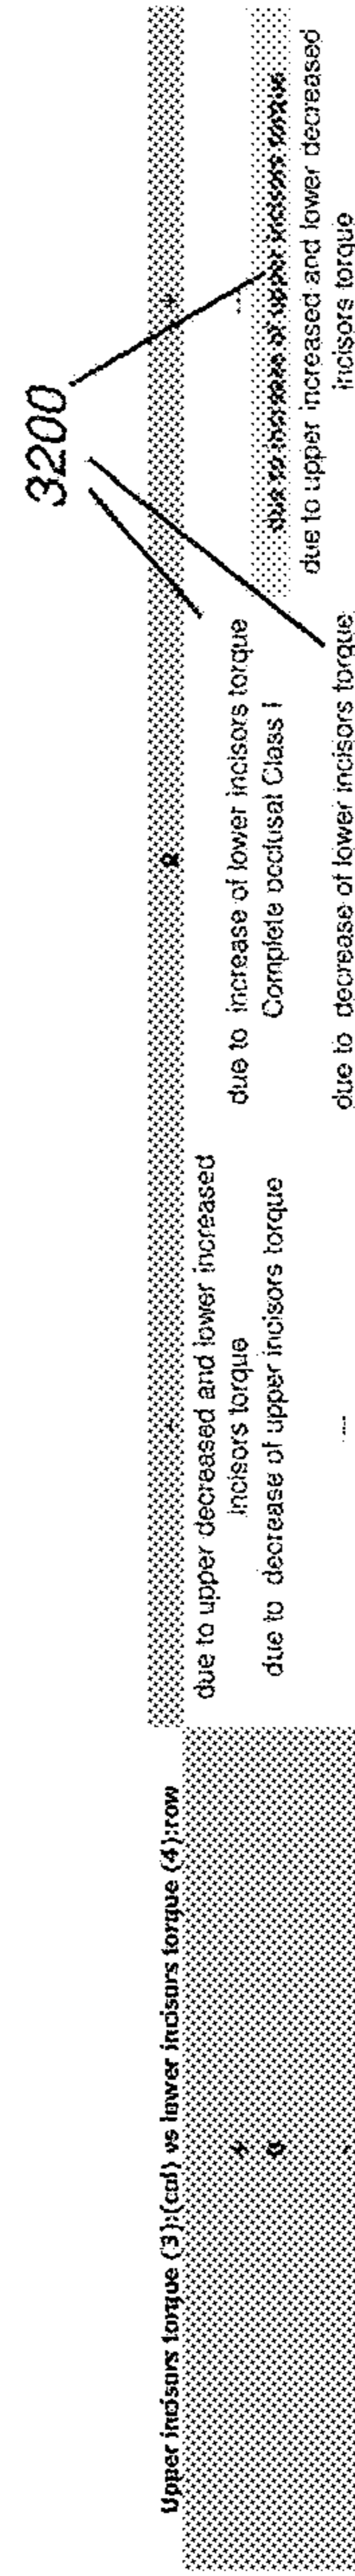 3200
Upper incisors torque (3):(col) vs lower incisors torque (4):row
- 0 +
+ due to upper decreased and lower increased
incisors torque
due to increase of lower incisors torque
0 due to decrease of upper incisors torque
Complete occlusal Class I
due to increase of upper incisors torque
- ....
due to decrease of lower incisors torque
due to upper increased and lower decreased
incisors torque